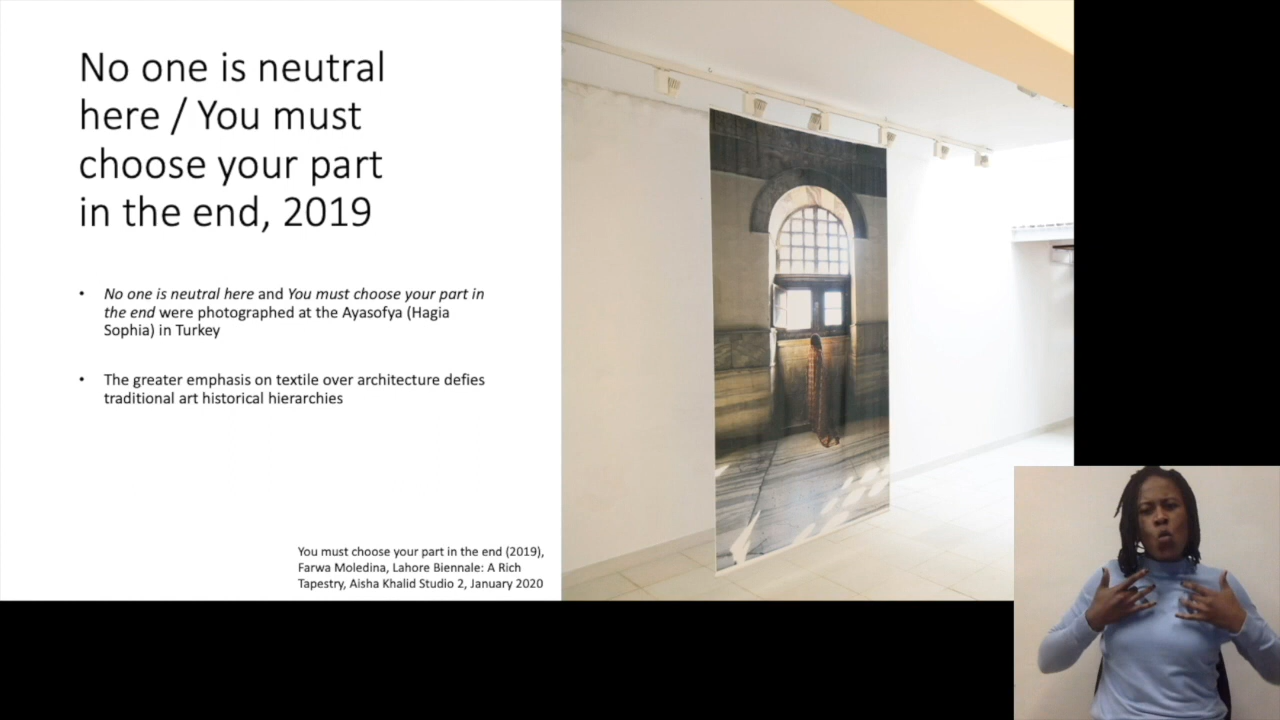 No one is neutral
here / You must
choose your part
in the end, 2019
• No one is neutral here and You must choose your part in
the end were photographed at the Ayasofya (Hagia
Sophia) in Turkey
• The greater emphasis on textile over architecture defies
traditional art historical hierarchies
You must choose your part in the end (2019),
Farwa Moledina, Lahore Biennale: A Rich
Tapestry, Aisha Khalid Studio 2, January 2020